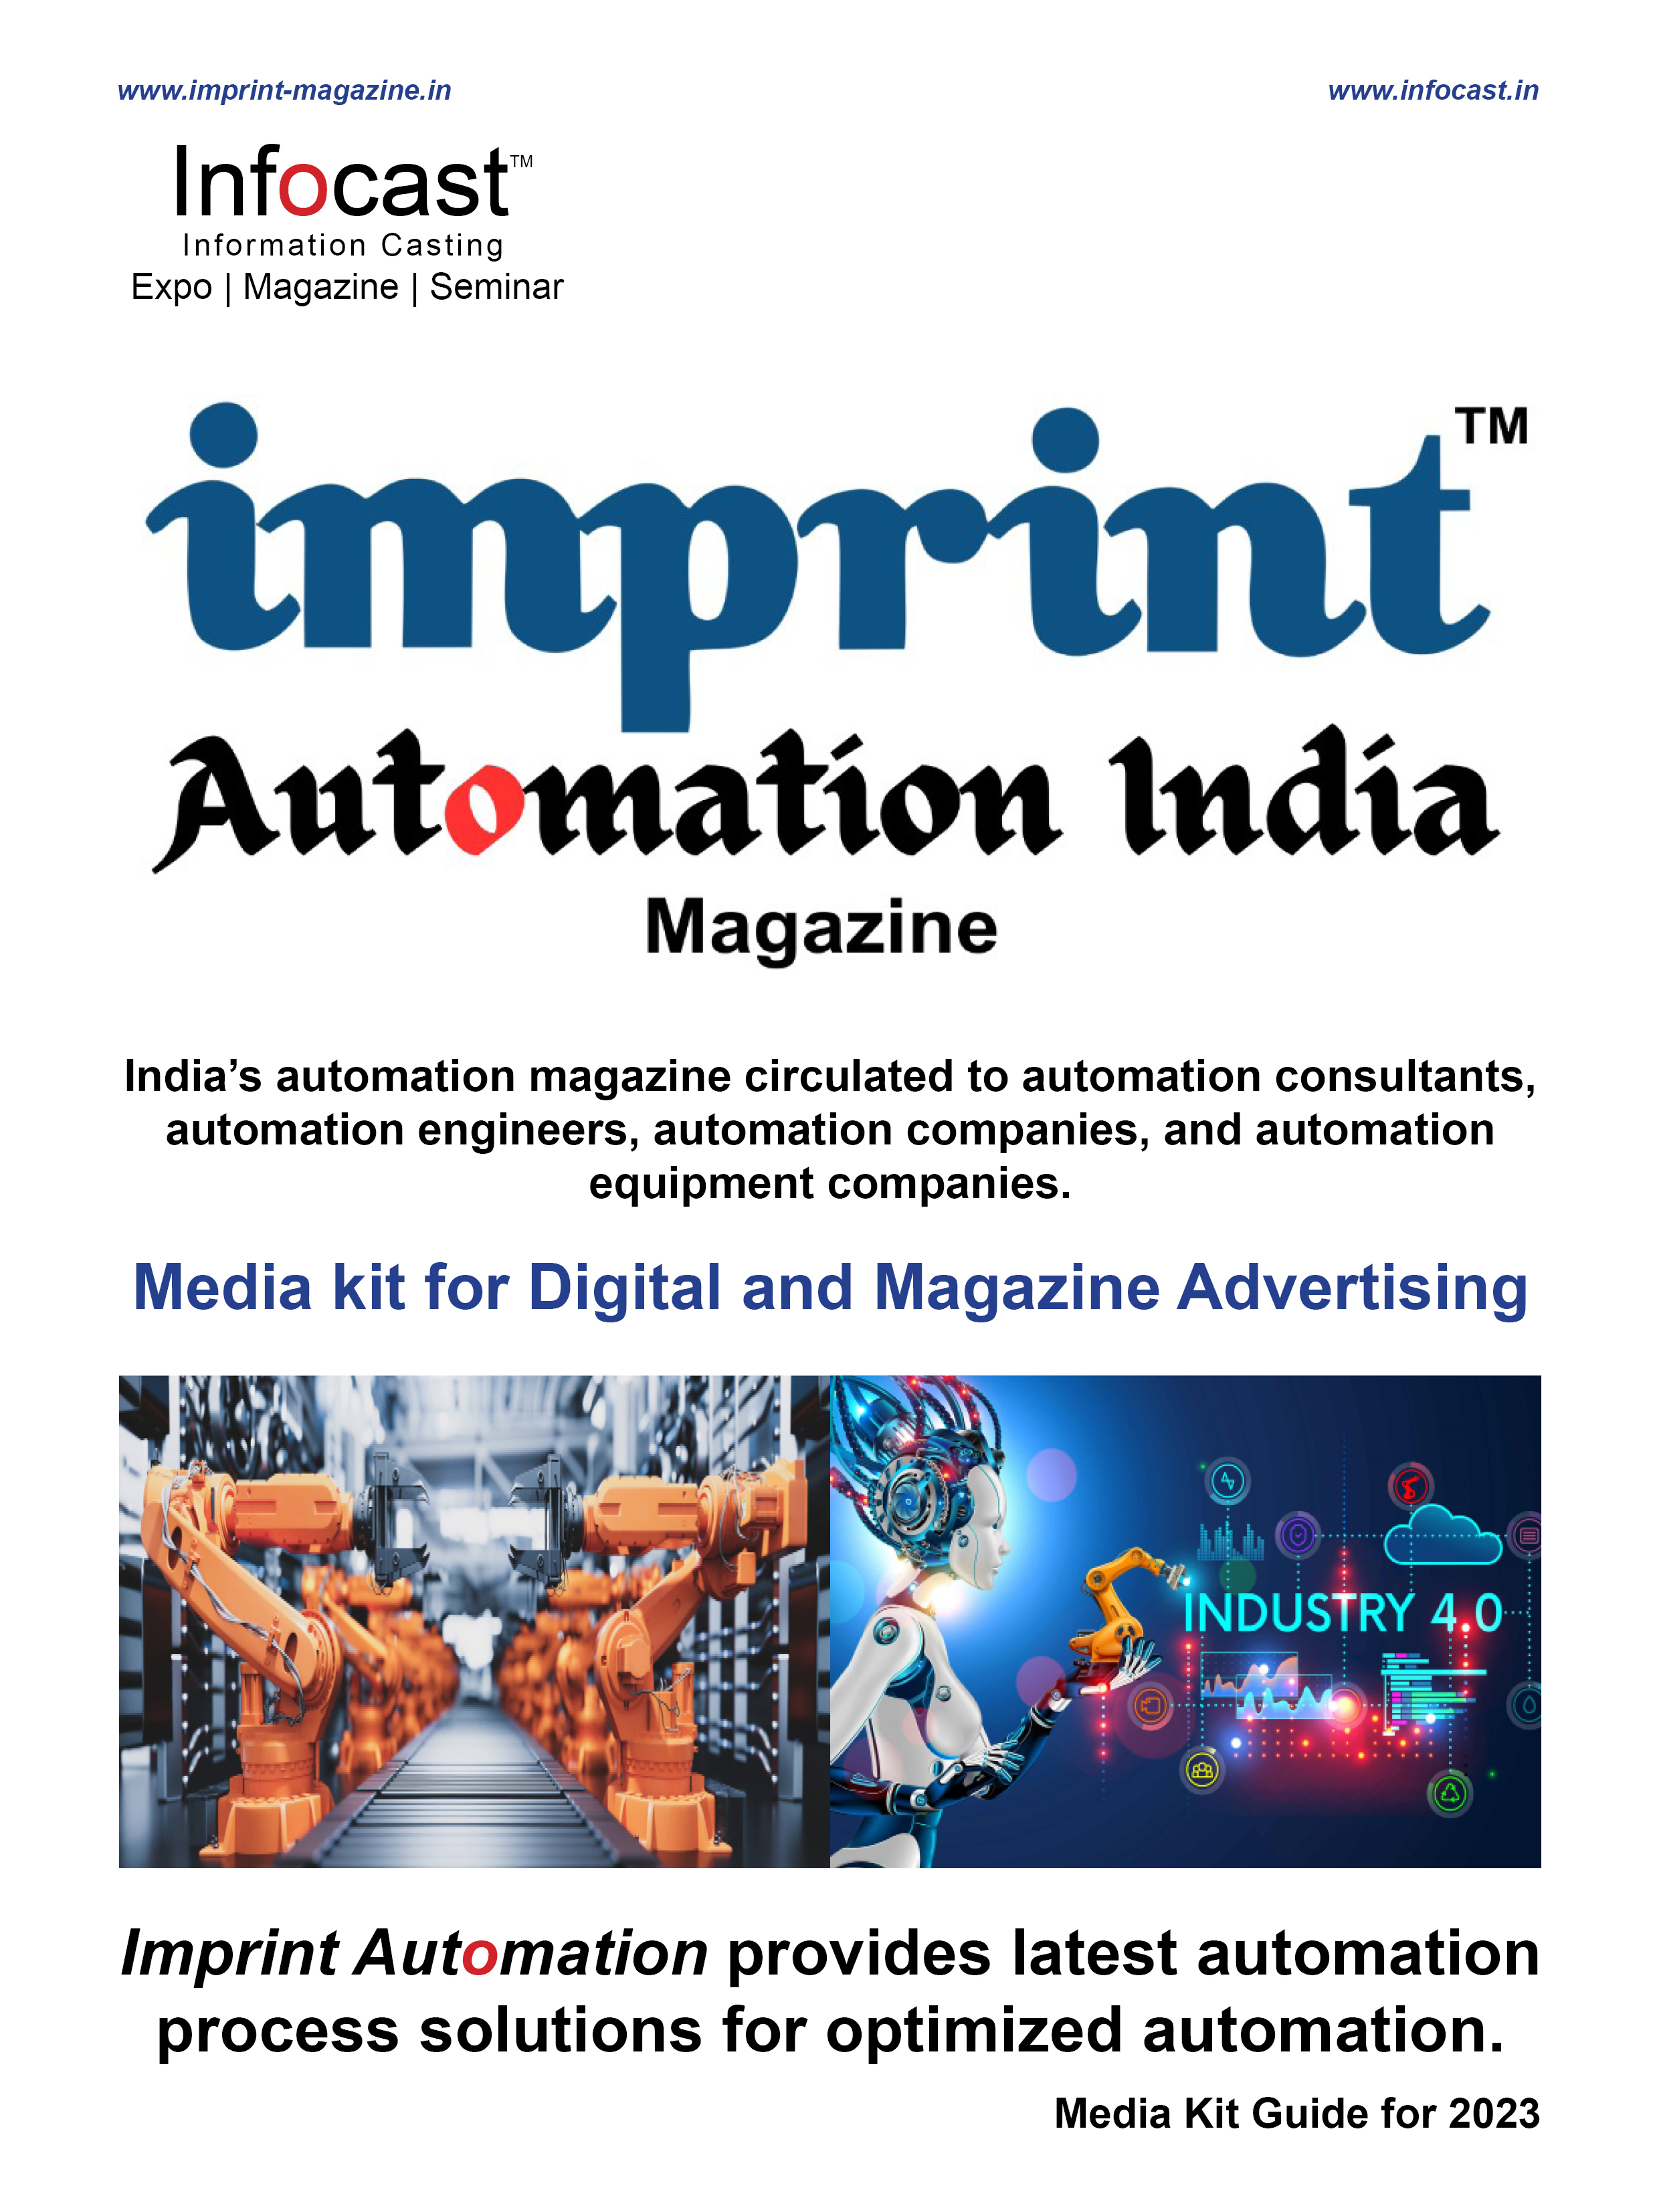 www.imprint-magazine.in
www.infocast.in
Infocast™
Information Casting
Expo | Magazine | Seminar
imprint™
Automation India
Magazine
India’s automation magazine circulated to automation consultants,
automation engineers, automation companies, and automation
equipment companies.
Media kit for Digital and Magazine Advertising
INDUSTRY 4.0
Imprint Automation provides latest automation
process solutions for optimized automation.
Media Kit Guide for 2023